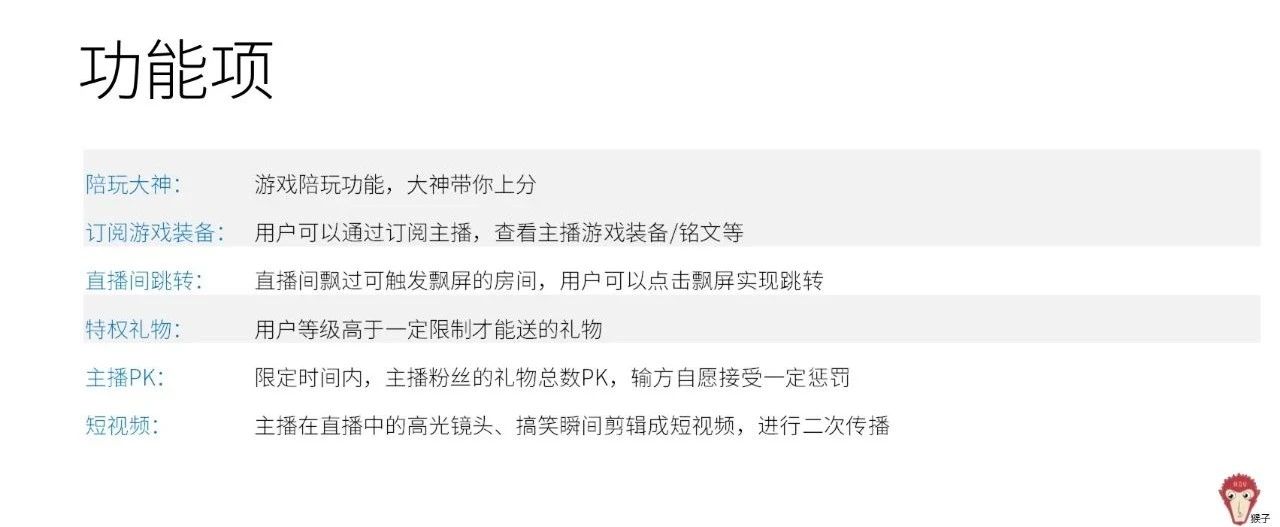 功能项
陪玩大神： 游戏陪玩功能，大神带你上分
订阅游戏装备： 用户可以通过订阅主播，查看主播游戏装备/铭文等
直播间跳转： 直播间飘过可触发飘屏的房间，用户可以点击飘屏实现跳转
特权礼物： 用户等级高于一定限制才能送的礼物
主播PK： 限定时间内，主播粉丝的礼物总数PK，输方自愿接受一定惩罚
短视频： 主播在直播中的高光镜头、搞笑瞬间剪辑成短视频，进行二次传播
猴子